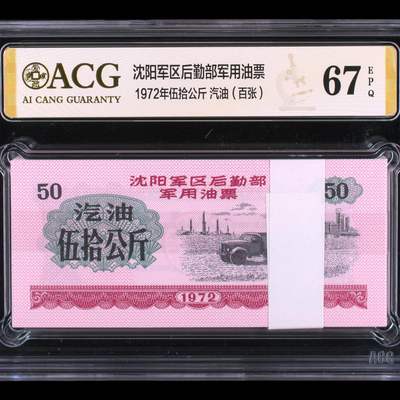 ACG
AI CANG GUARANTY
沈阳军区后勤部军用油票
1972年伍拾公斤 汽油（百张）
67
EPQ
沈阳军区后勤部
军用油票
50
50
汽油
伍拾公斤
1972
ACG